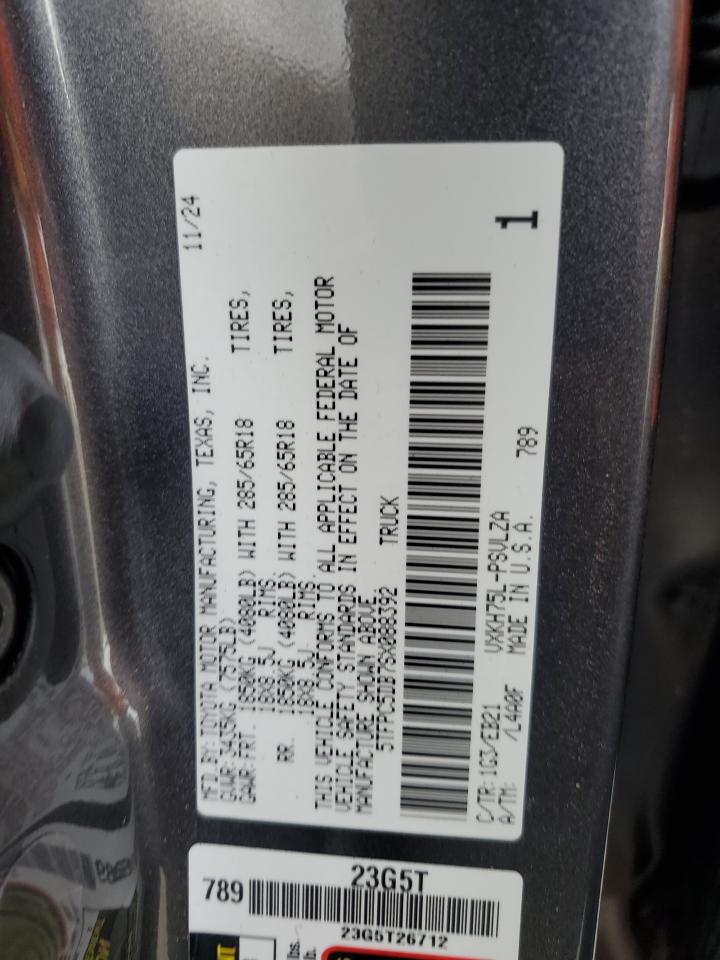 MFD BY: TOYOTA MOTOR MANUFACTURING, TEXAS, INC. 11/24
GVWR: 3435KG (7575LB)
GAWR: FRT. 1850KG (4080LB) WITH 285/65R18 TIRES,
18X8.5J RIMS.
RR. 1850KG (4080LB) WITH 285/65R18 TIRES,
18X8.5J RIMS.
THIS VEHICLE CONFORMS TO ALL APPLICABLE FEDERAL MOTOR
VEHICLE SAFETY STANDARDS IN EFFECT ON THE DATE OF
MANUFACTURE SHOWN ABOVE.
5TFPC5DB7SX088392 TRUCK
1
C/TR: 1G3/EB21 VXKH75L-PSVLZA
A/TM: /L4A0F MADE IN U.S.A. 789
23G5T
789
23G5T26712
lbs.